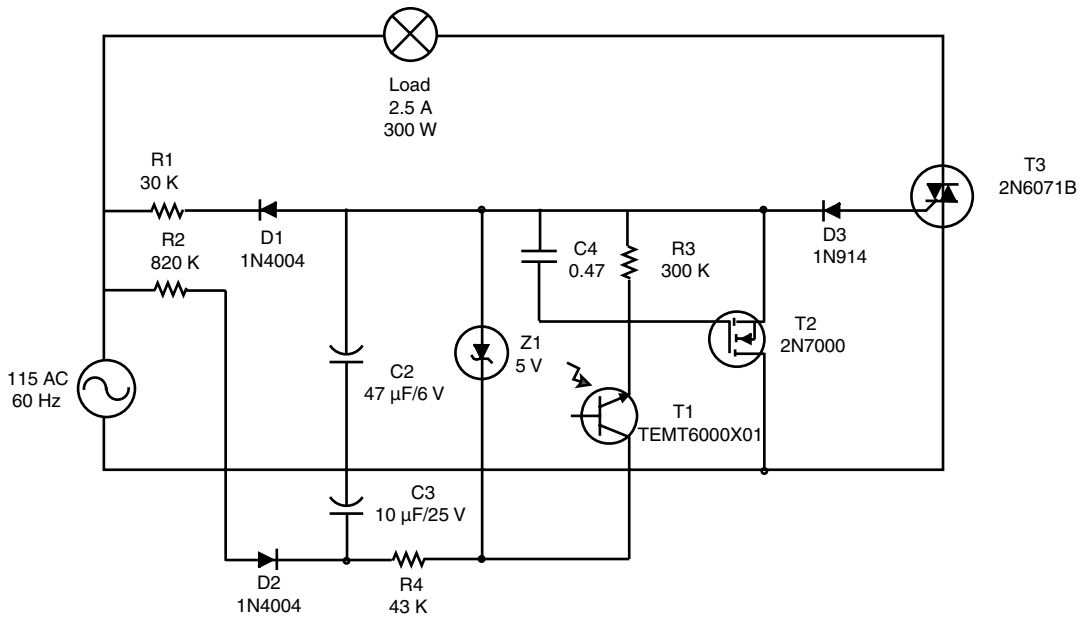 Load
2.5 A
300 W
R1
30 K
T3
2N6071B
R2
820 K
D1
1N4004
C4
0.47
R3
300 K
D3
1N914
T2
2N7000
Z1
5 V
115 AC
60 Hz
C2
47 µF/6 V
T1
TEMT6000X01
C3
10 µF/25 V
D2
1N4004
R4
43 K